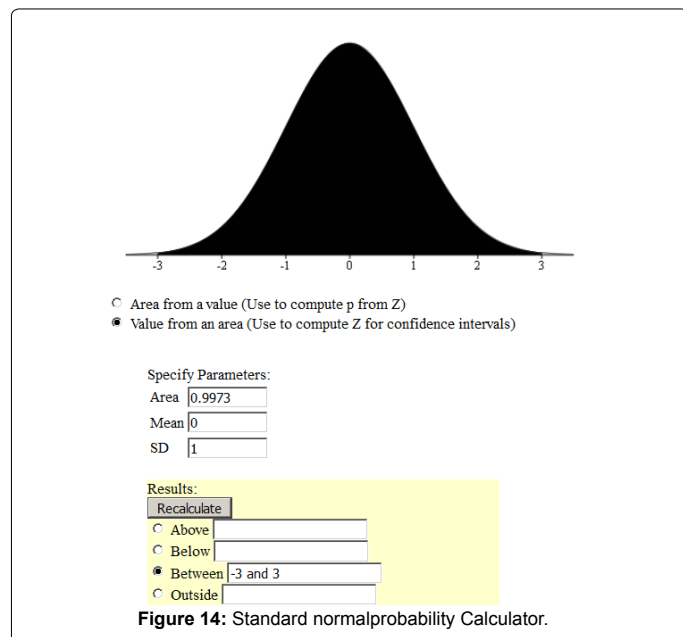 -3 -2 -1 0 1 2 3
Area from a value (Use to compute p from Z)
Value from an area (Use to compute Z for confidence intervals)
Specify Parameters:
Area 0.9973
Mean 0
SD 1
Results:
Recalculate
Above
Below
Between -3 and 3
Outside
Figure 14: Standard normalprobability Calculator.